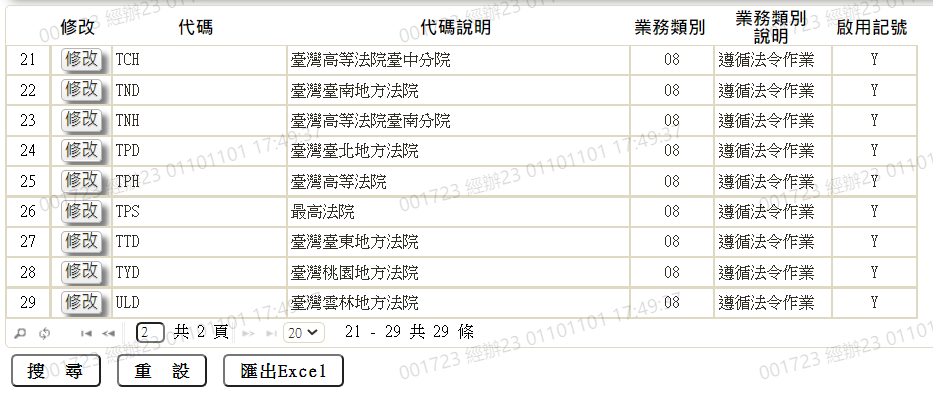 修改 代碼 代碼說明 業務類別 業務類別說明 啟用記號
21 修改 TCH 臺灣高等法院臺中分院 08 遵循法令作業 Y
22 修改 TND 臺灣臺南地方法院 08 遵循法令作業 Y
23 修改 TNH 臺灣高等法院臺南分院 08 遵循法令作業 Y
24 修改 TPD 臺灣臺北地方法院 08 遵循法令作業 Y
25 修改 TPH 臺灣高等法院 08 遵循法令作業 Y
26 修改 TPS 最高法院 08 遵循法令作業 Y
27 修改 TTD 臺灣臺東地方法院 08 遵循法令作業 Y
28 修改 TYD 臺灣桃園地方法院 08 遵循法令作業 Y
29 修改 ULD 臺灣雲林地方法院 08 遵循法令作業 Y
2 共 2 頁 20 21 - 29 共 29 條
搜 尋 重 設 匯出Excel
001723 經辦23 01101101 17:49:37